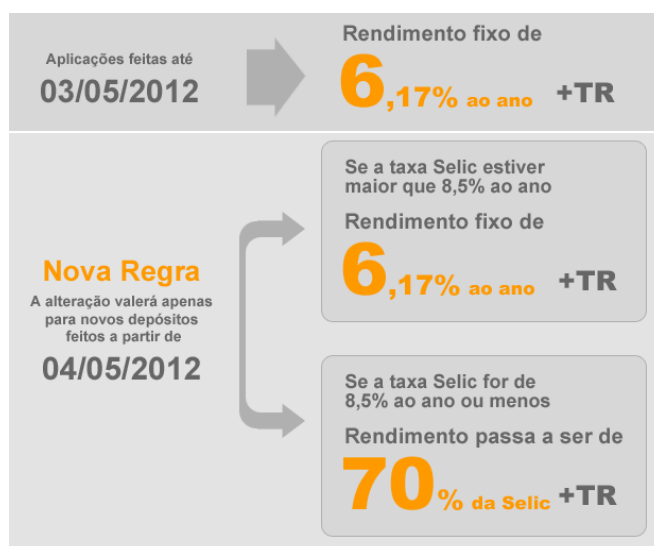 Aplicações feitas até
03/05/2012
Rendimento fixo de
6,17% ao ano +TR
Nova Regra
A alteração valerá apenas
para novos depósitos
feitos a partir de
04/05/2012
Se a taxa Selic estiver
maior que 8,5% ao ano
Rendimento fixo de
6,17% ao ano +TR
Se a taxa Selic for de
8,5% ao ano ou menos
Rendimento passa a ser de
70% da Selic +TR